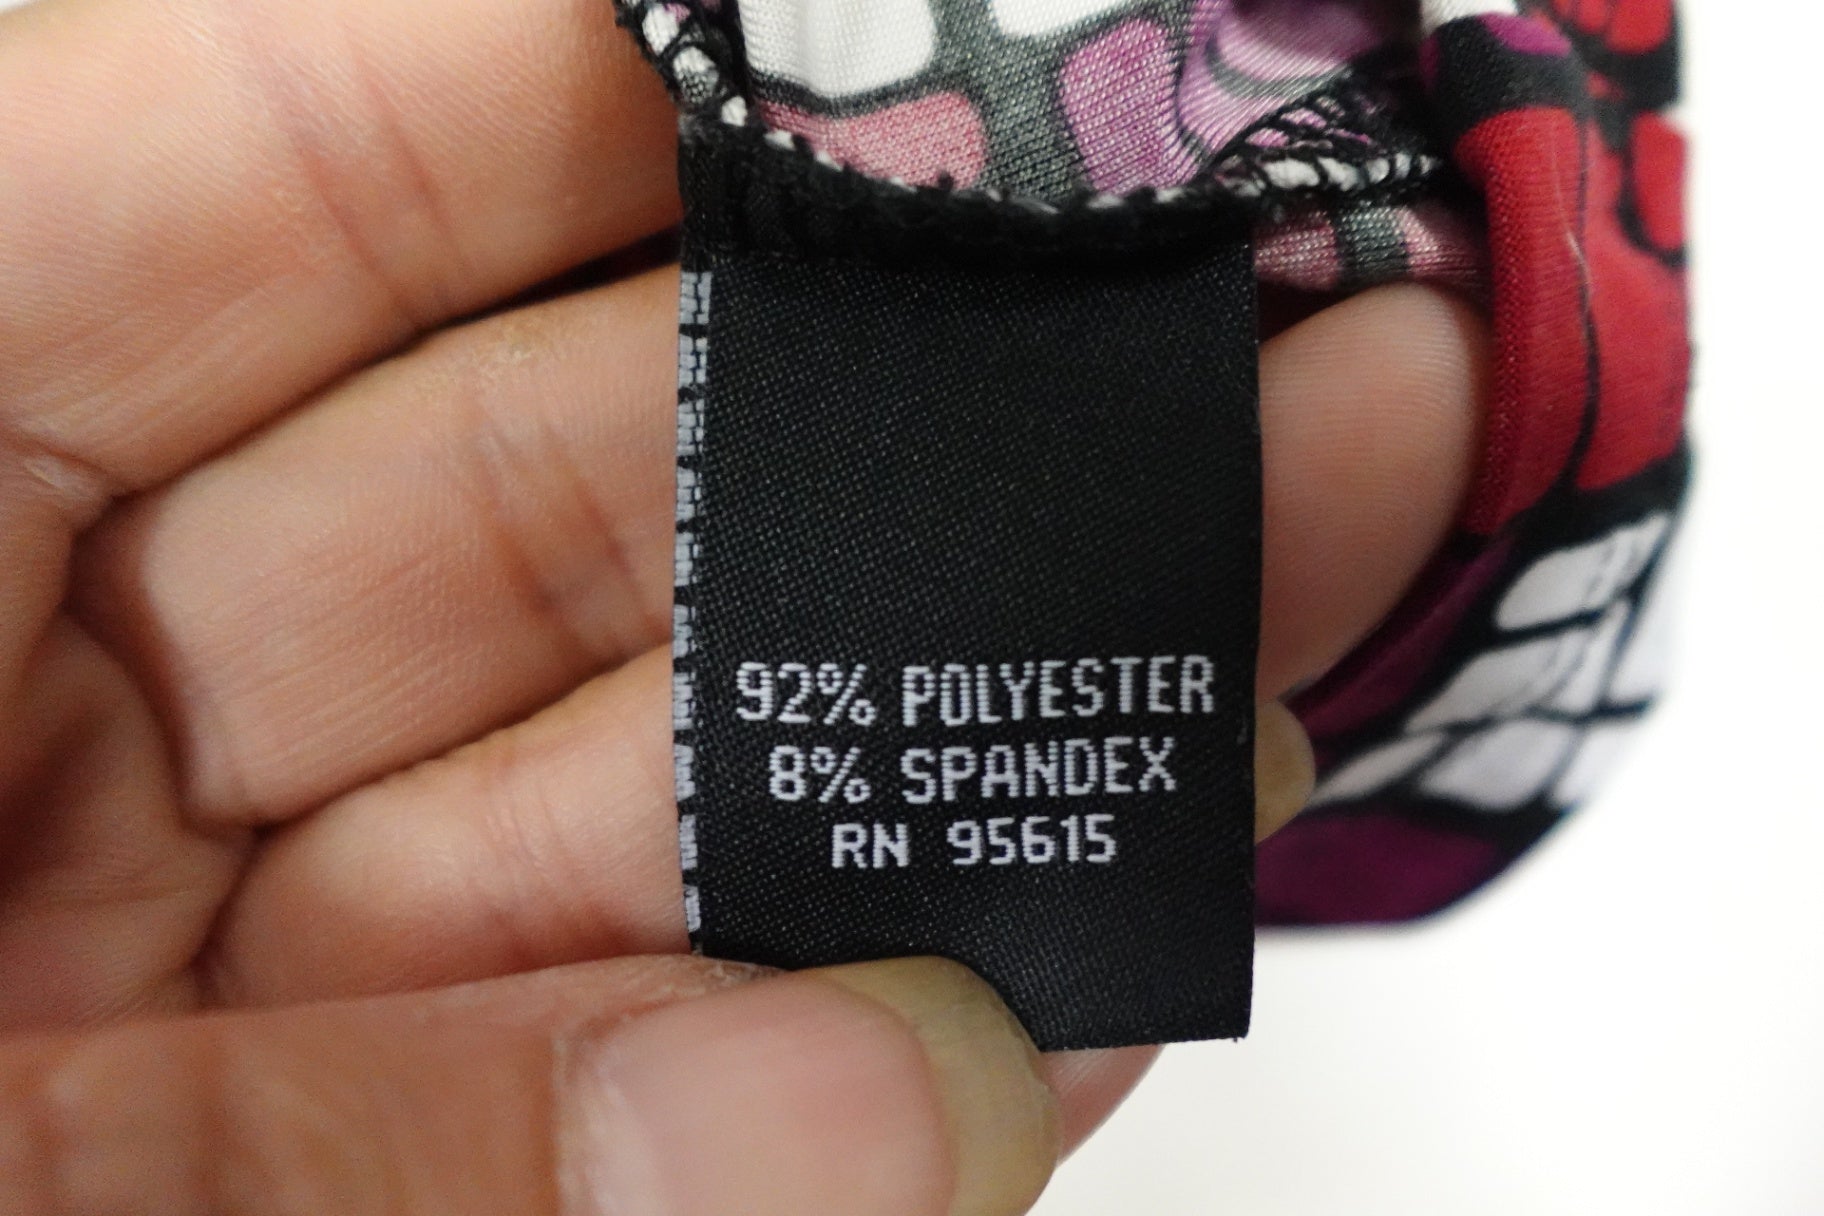 92% POLYESTER
8% SPANDEX
RN 95615